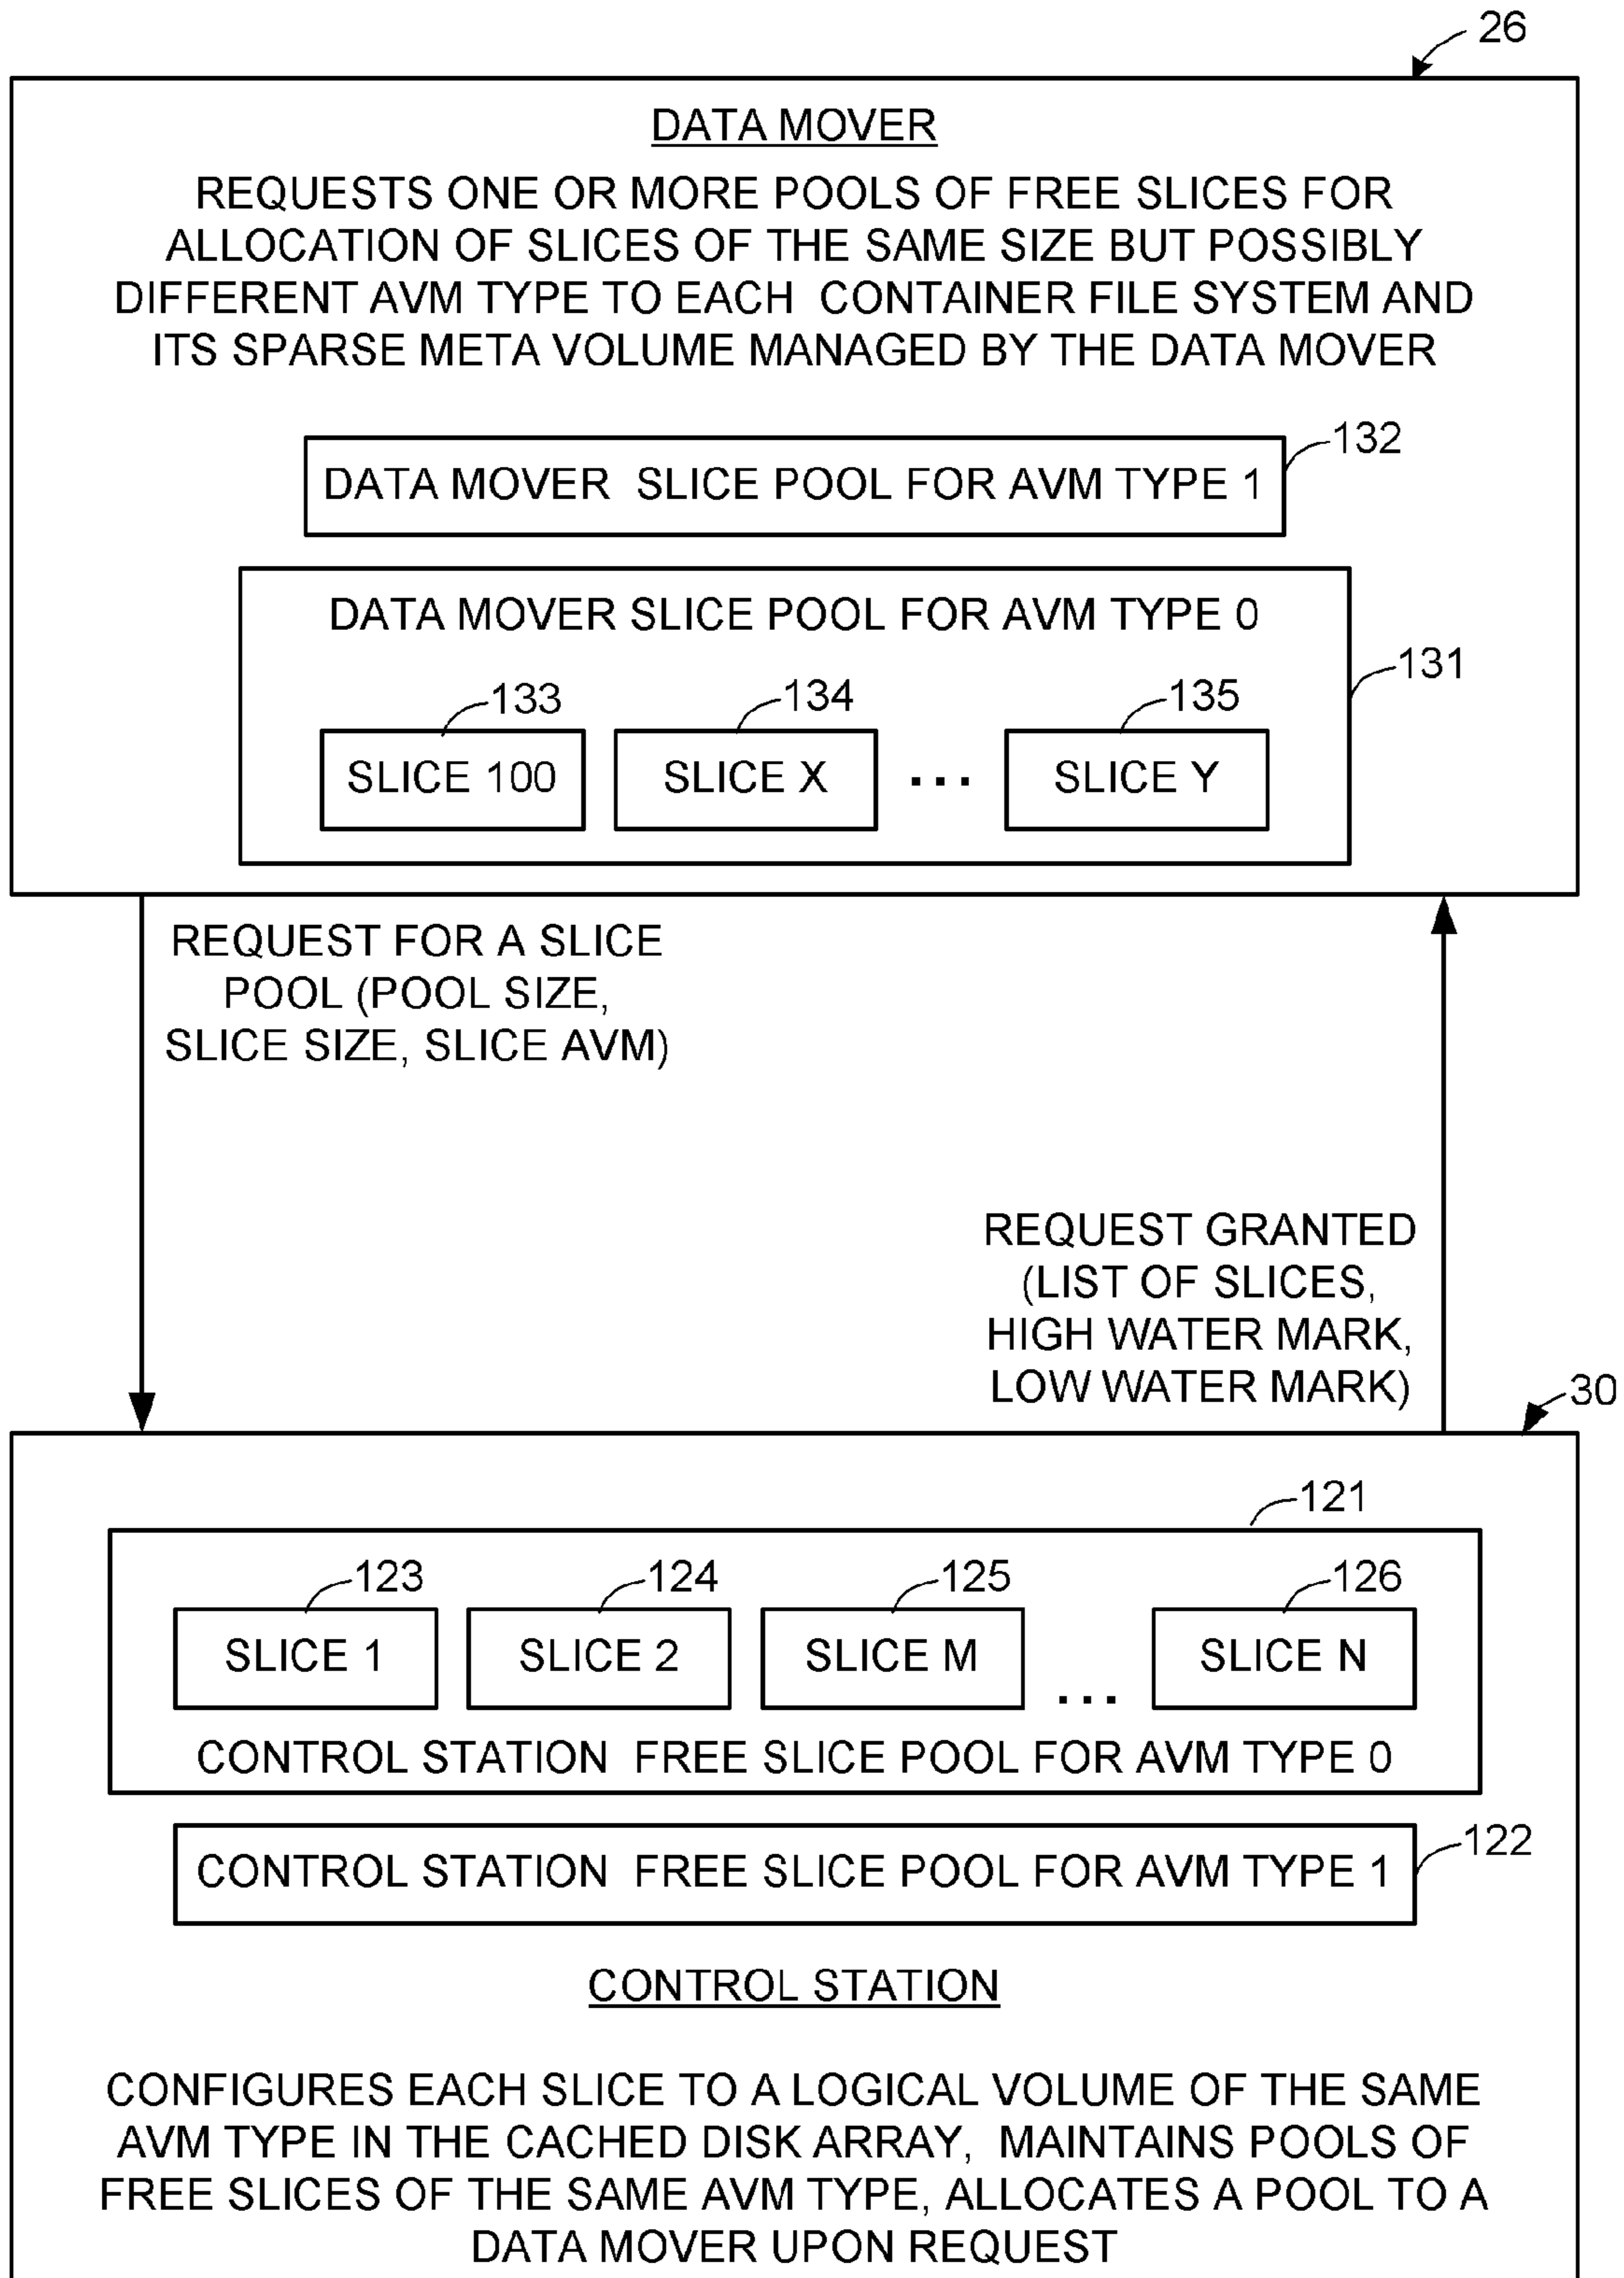 26
DATA MOVER
REQUESTS ONE OR MORE POOLS OF FREE SLICES FOR
ALLOCATION OF SLICES OF THE SAME SIZE BUT POSSIBLY
DIFFERENT AVM TYPE TO EACH CONTAINER FILE SYSTEM AND
ITS SPARSE META VOLUME MANAGED BY THE DATA MOVER
132
DATA MOVER SLICE POOL FOR AVM TYPE 1
DATA MOVER SLICE POOL FOR AVM TYPE 0
131
133 134 135
SLICE 100 SLICE X ... SLICE Y
REQUEST FOR A SLICE
POOL (POOL SIZE,
SLICE SIZE, SLICE AVM)
REQUEST GRANTED
(LIST OF SLICES,
HIGH WATER MARK,
LOW WATER MARK)
30
121
123 124 125 126
SLICE 1 SLICE 2 SLICE M ... SLICE N
CONTROL STATION FREE SLICE POOL FOR AVM TYPE 0
122
CONTROL STATION FREE SLICE POOL FOR AVM TYPE 1
CONTROL STATION
CONFIGURES EACH SLICE TO A LOGICAL VOLUME OF THE SAME
AVM TYPE IN THE CACHED DISK ARRAY, MAINTAINS POOLS OF
FREE SLICES OF THE SAME AVM TYPE, ALLOCATES A POOL TO A
DATA MOVER UPON REQUEST